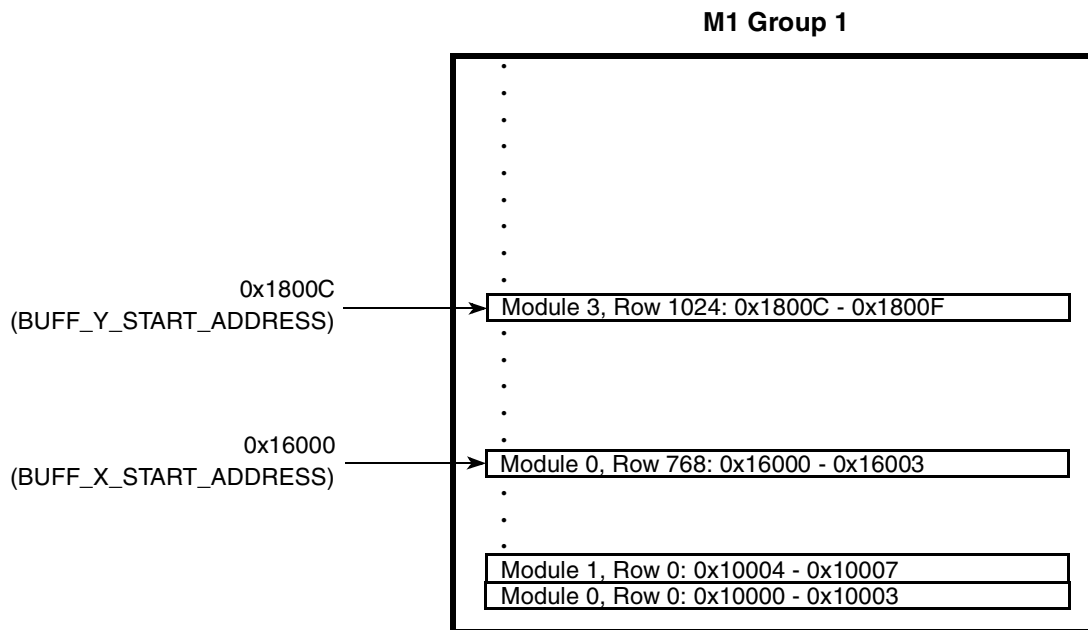 M1 Group 1
0x1800C
(BUFF_Y_START_ADDRESS)
Module 3, Row 1024: 0x1800C - 0x1800F
0x16000
(BUFF_X_START_ADDRESS)
Module 0, Row 768: 0x16000 - 0x16003
Module 1, Row 0: 0x10004 - 0x10007
Module 0, Row 0: 0x10000 - 0x10003